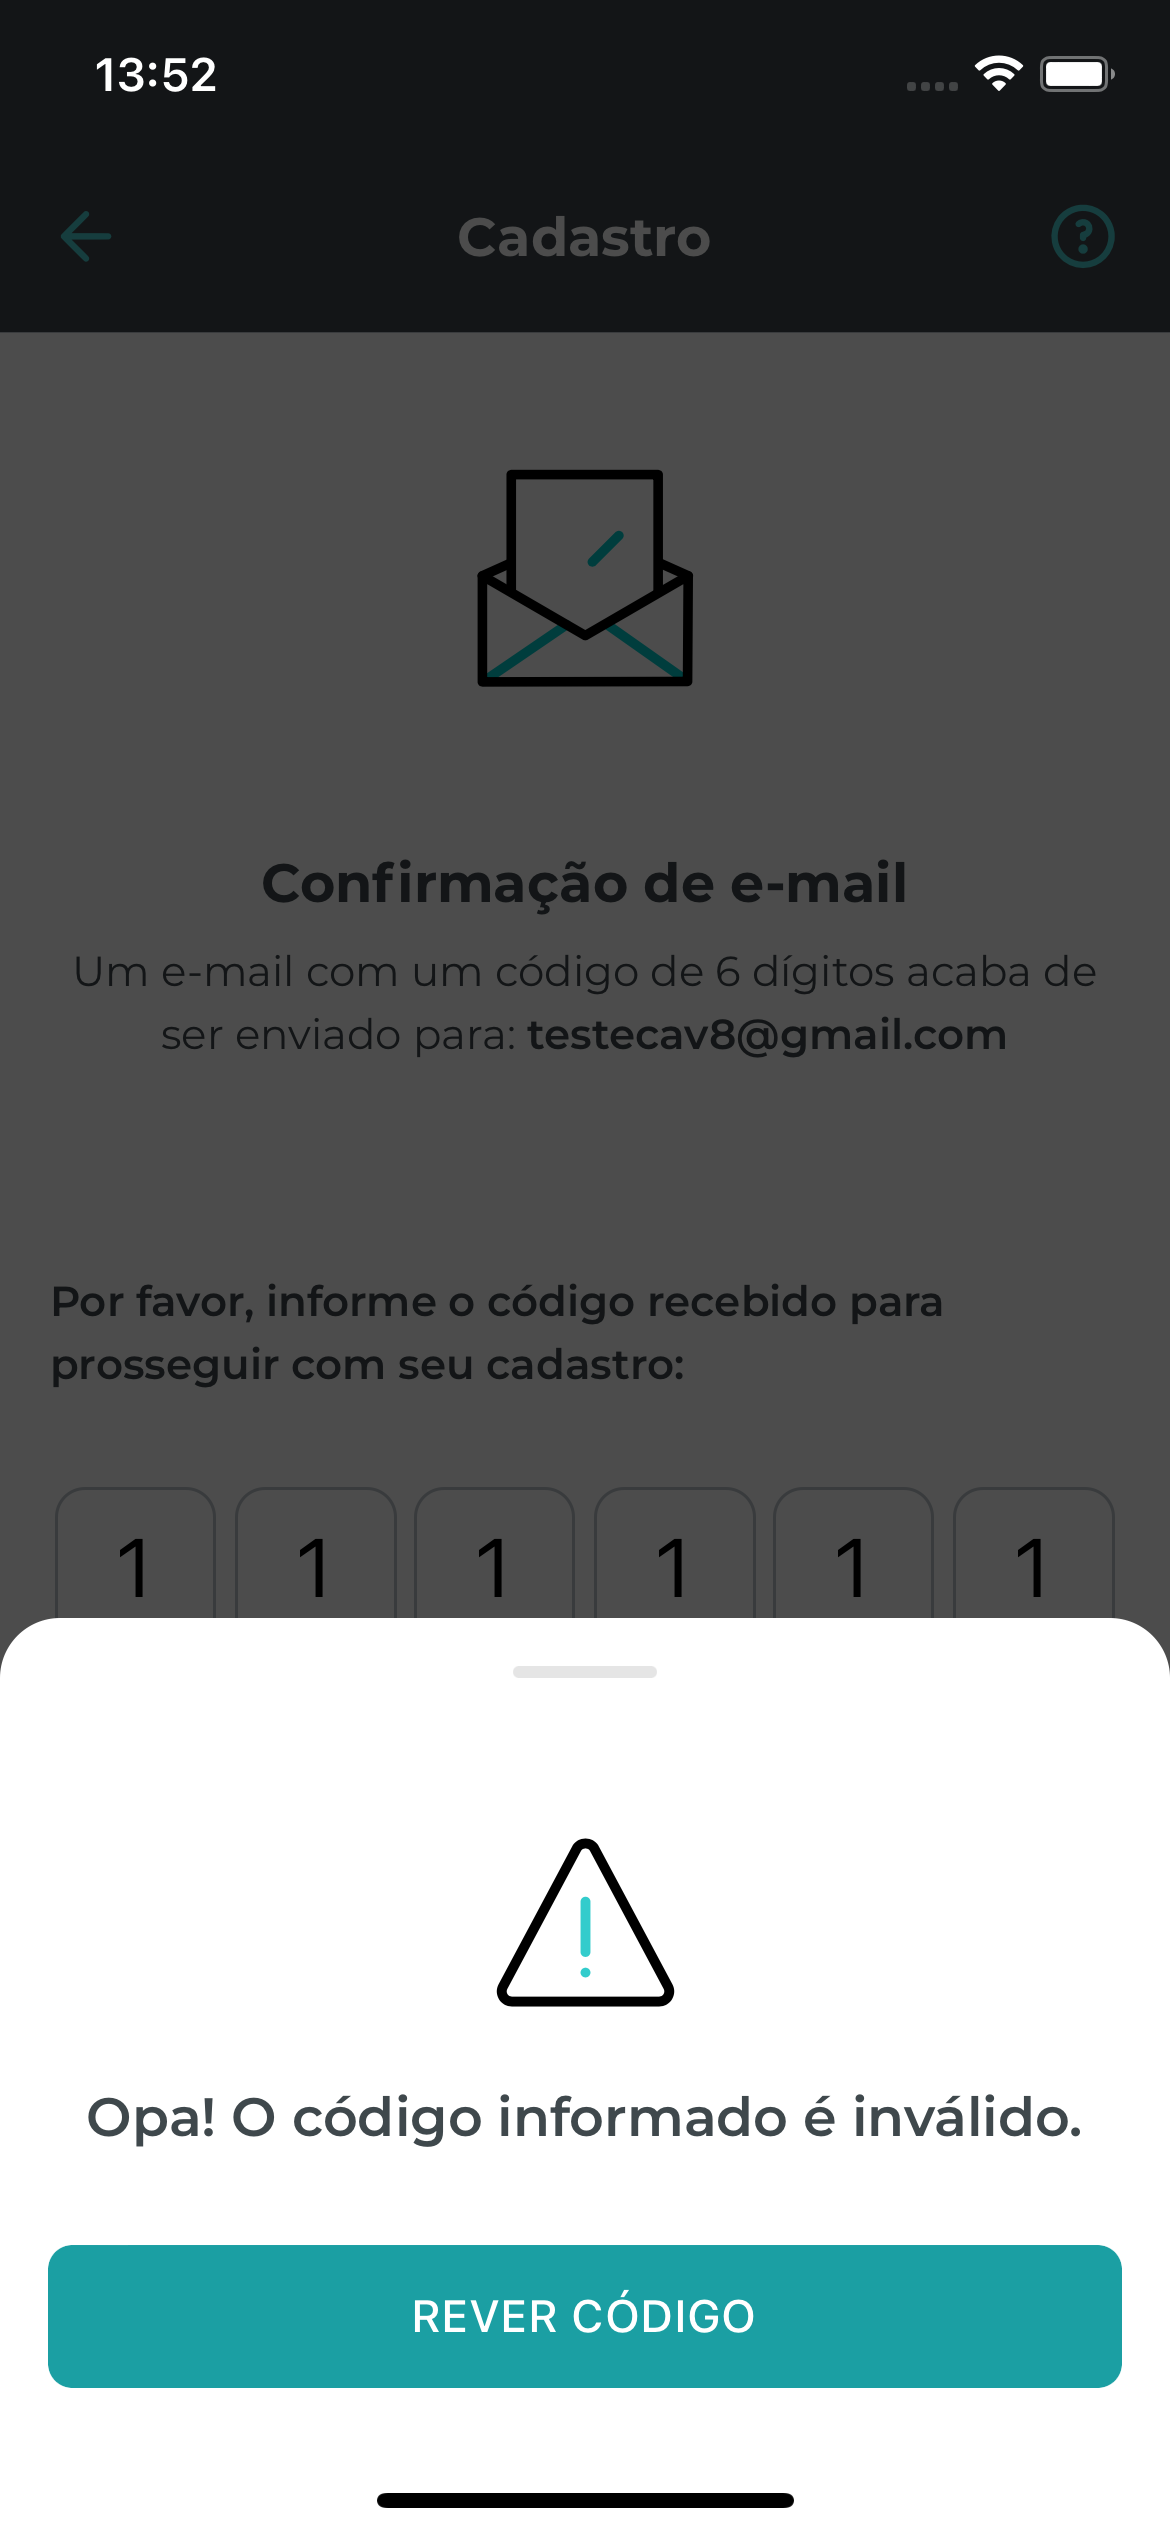 13:52
Cadastro
Confirmação de e-mail
Um e-mail com um código de 6 dígitos acaba de
ser enviado para: testecav8@gmail.com
Por favor, informe o código recebido para
prosseguir com seu cadastro:
1 1 1 1 1 1
Opa! O código informado é inválido.
REVER CÓDIGO